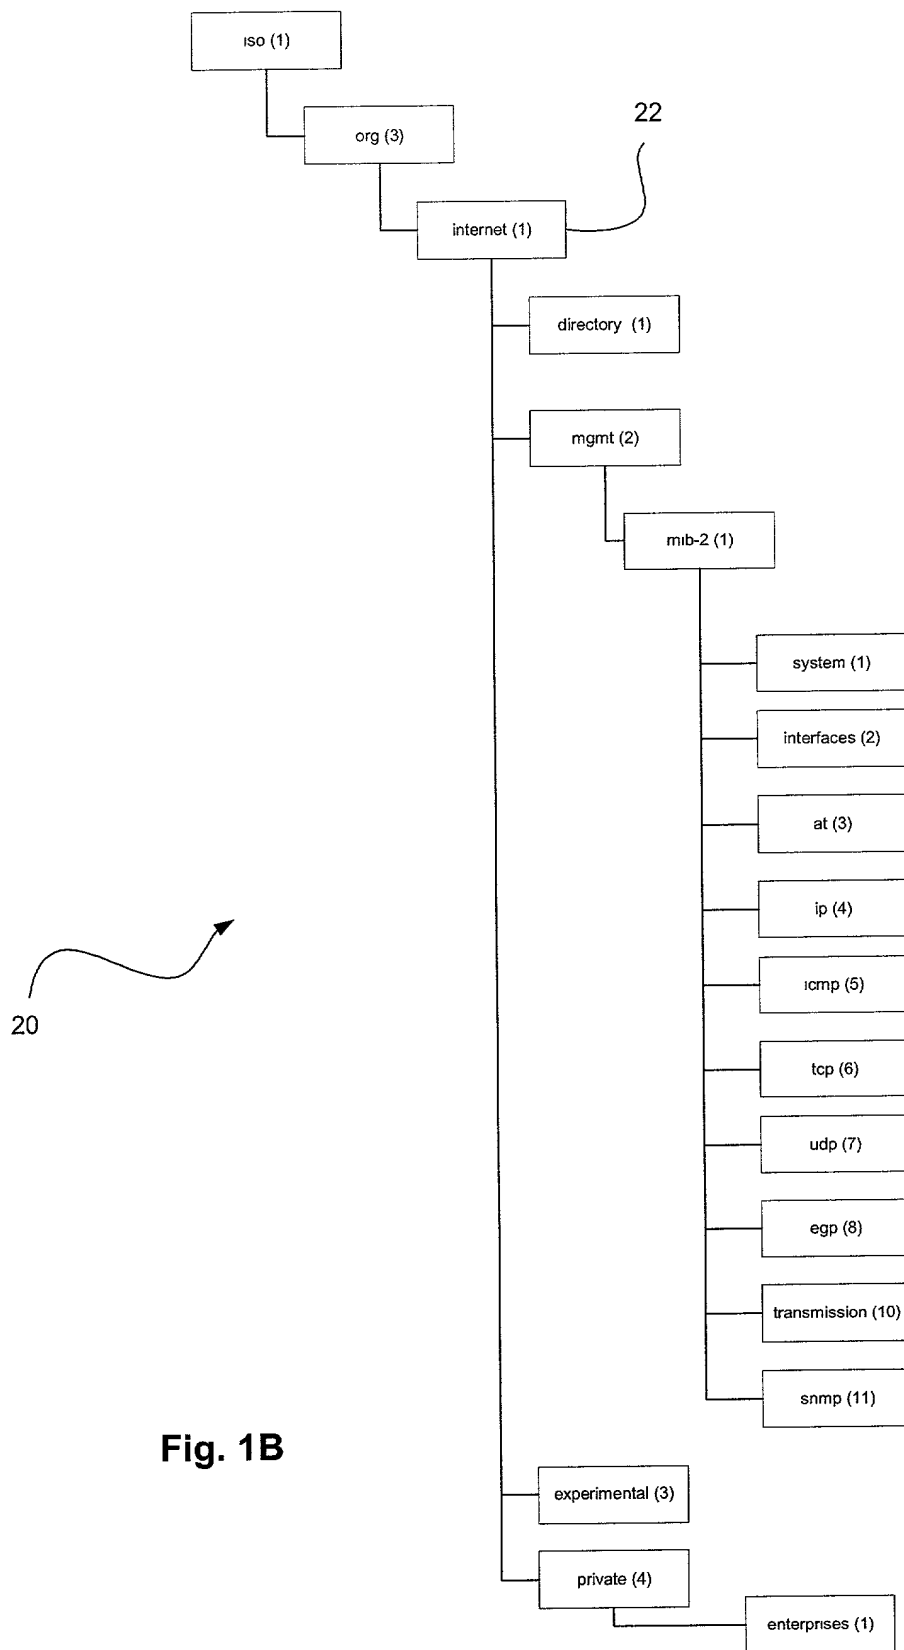 iso (1)
org (3)
22
internet (1)
directory (1)
mgmt (2)
mib-2 (1)
system (1)
interfaces (2)
at (3)
ip (4)
icmp (5)
20
tcp (6)
udp (7)
egp (8)
transmission (10)
snmp (11)
Fig. 1B
experimental (3)
private (4)
enterprises (1)